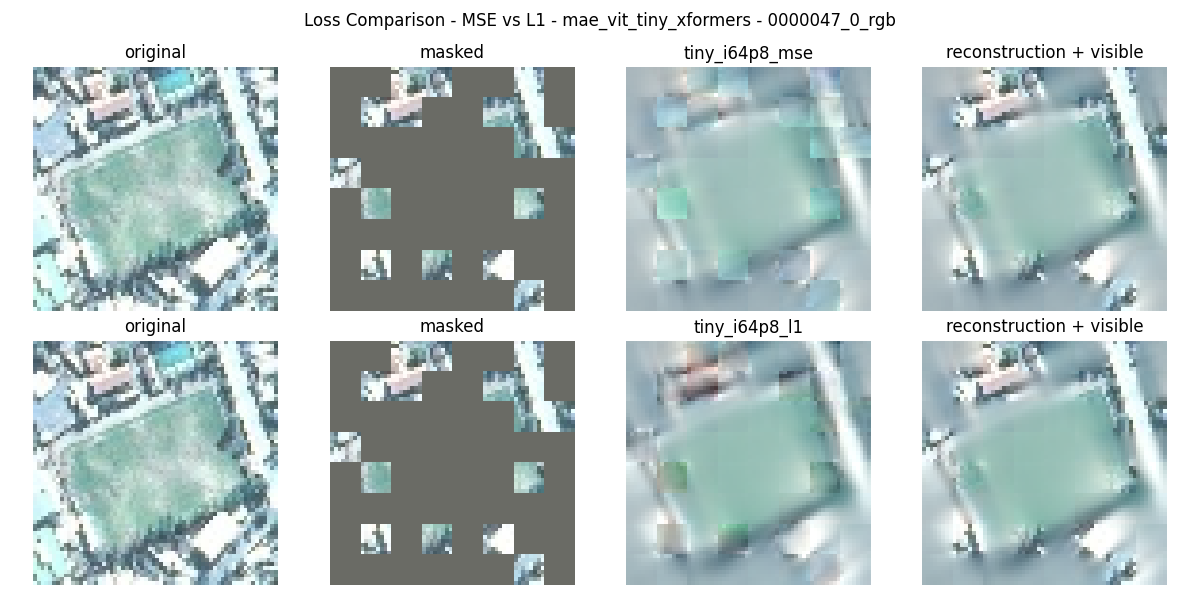 Loss Comparison - MSE vs L1 - mae_vit_tiny_xformers - 0000047_0_rgb
original masked tiny_i64p8_mse reconstruction + visible
original masked tiny_i64p8_l1 reconstruction + visible